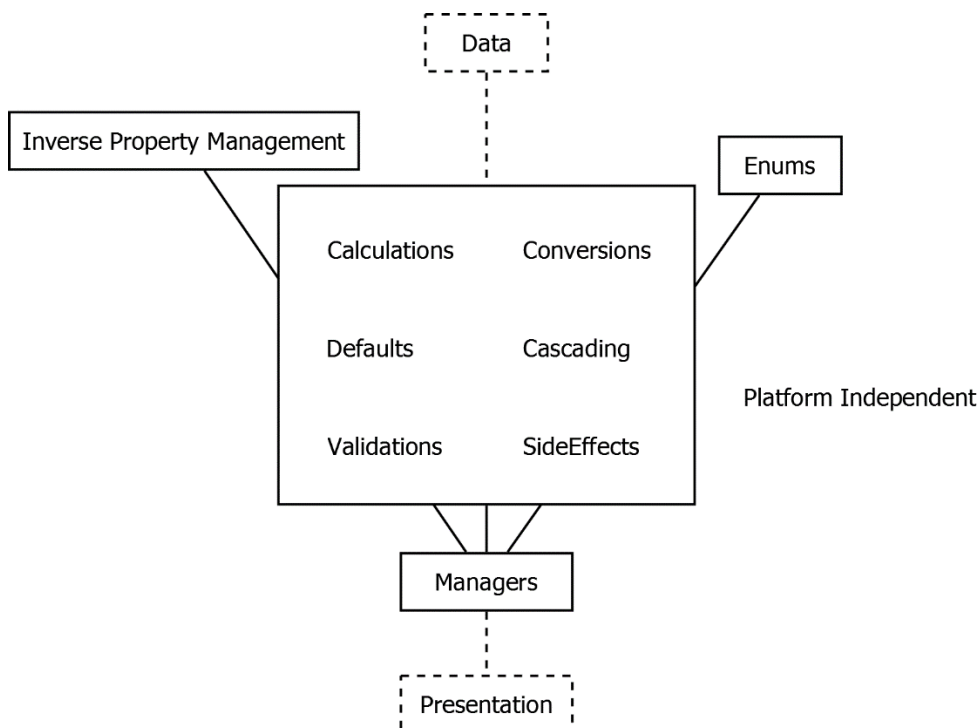 Data
Inverse Property Management
Enums
Calculations
Conversions
Defaults
Cascading
Platform Independent
Validations
SideEffects
Managers
Presentation